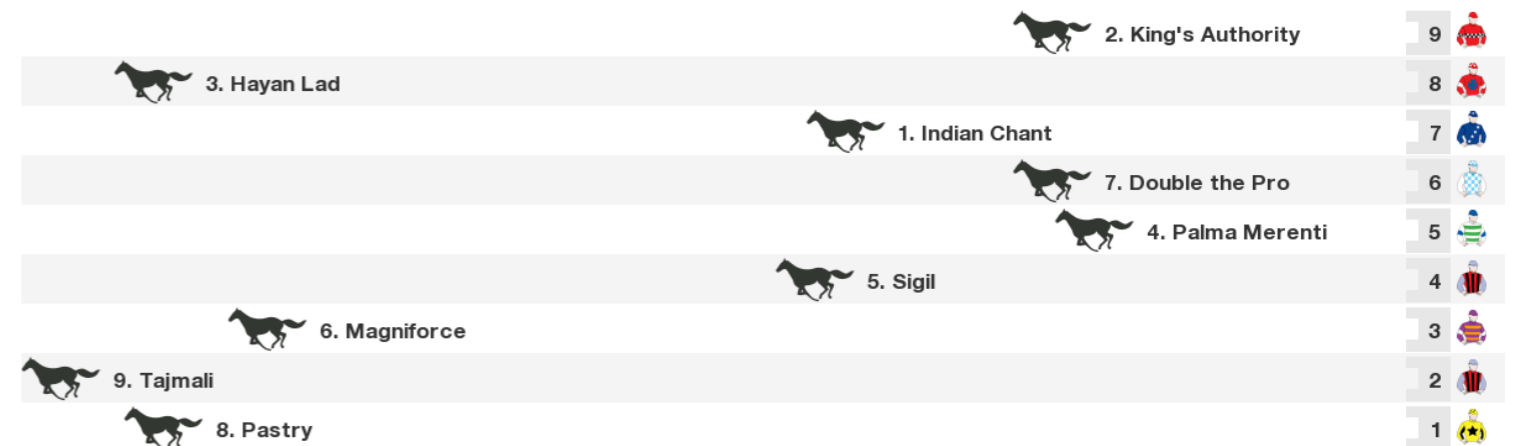 2. King's Authority 9
3. Hayan Lad 8
1. Indian Chant 7
7. Double the Pro 6
4. Palma Merenti 5
5. Sigil 4
6. Magniforce 3
9. Tajmali 2
8. Pastry 1